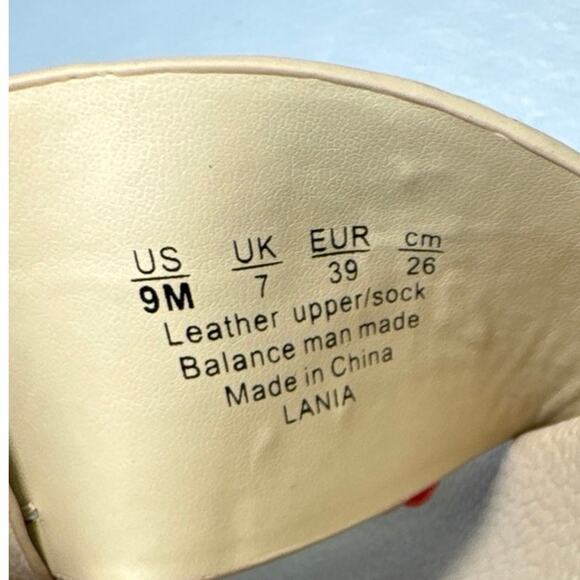 US UK EUR cm
9M 7 39 26
Leather upper/sock
Balance man made
Made in China
LANIA